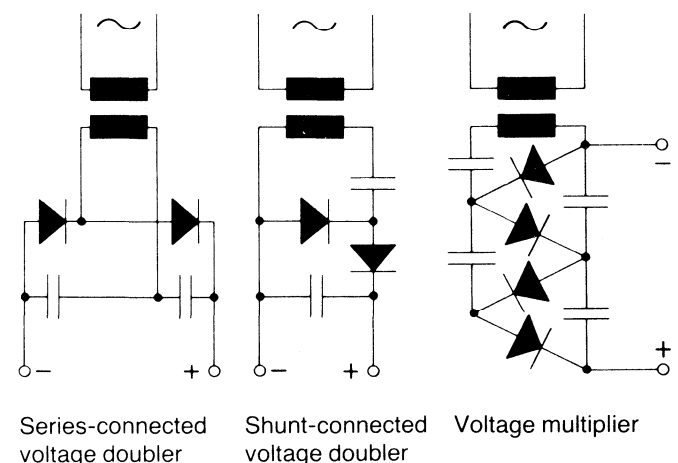 − +
− +
−
+
Series-connected
voltage doubler
Shunt-connected
voltage doubler
Voltage multiplier